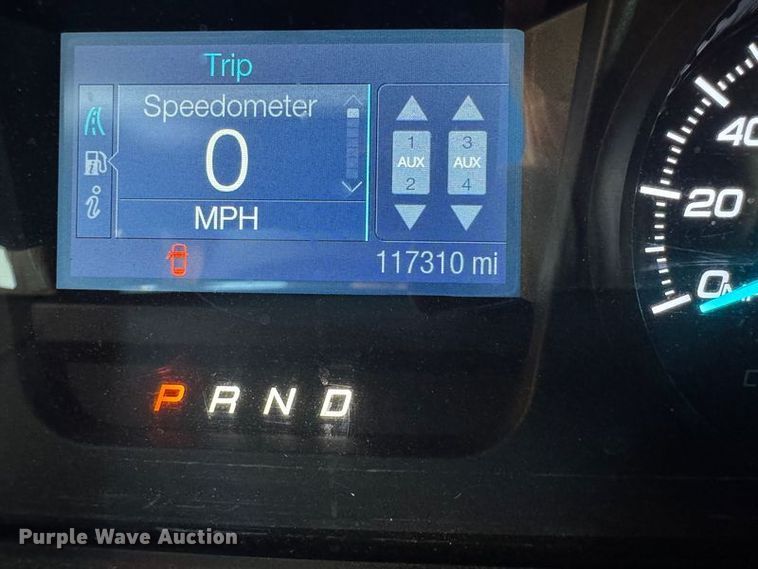 Trip
Speedometer
0
MPH
1 3
AUX AUX
2 4
117310 mi
40
20
0
P R N D
Purple Wave Auction